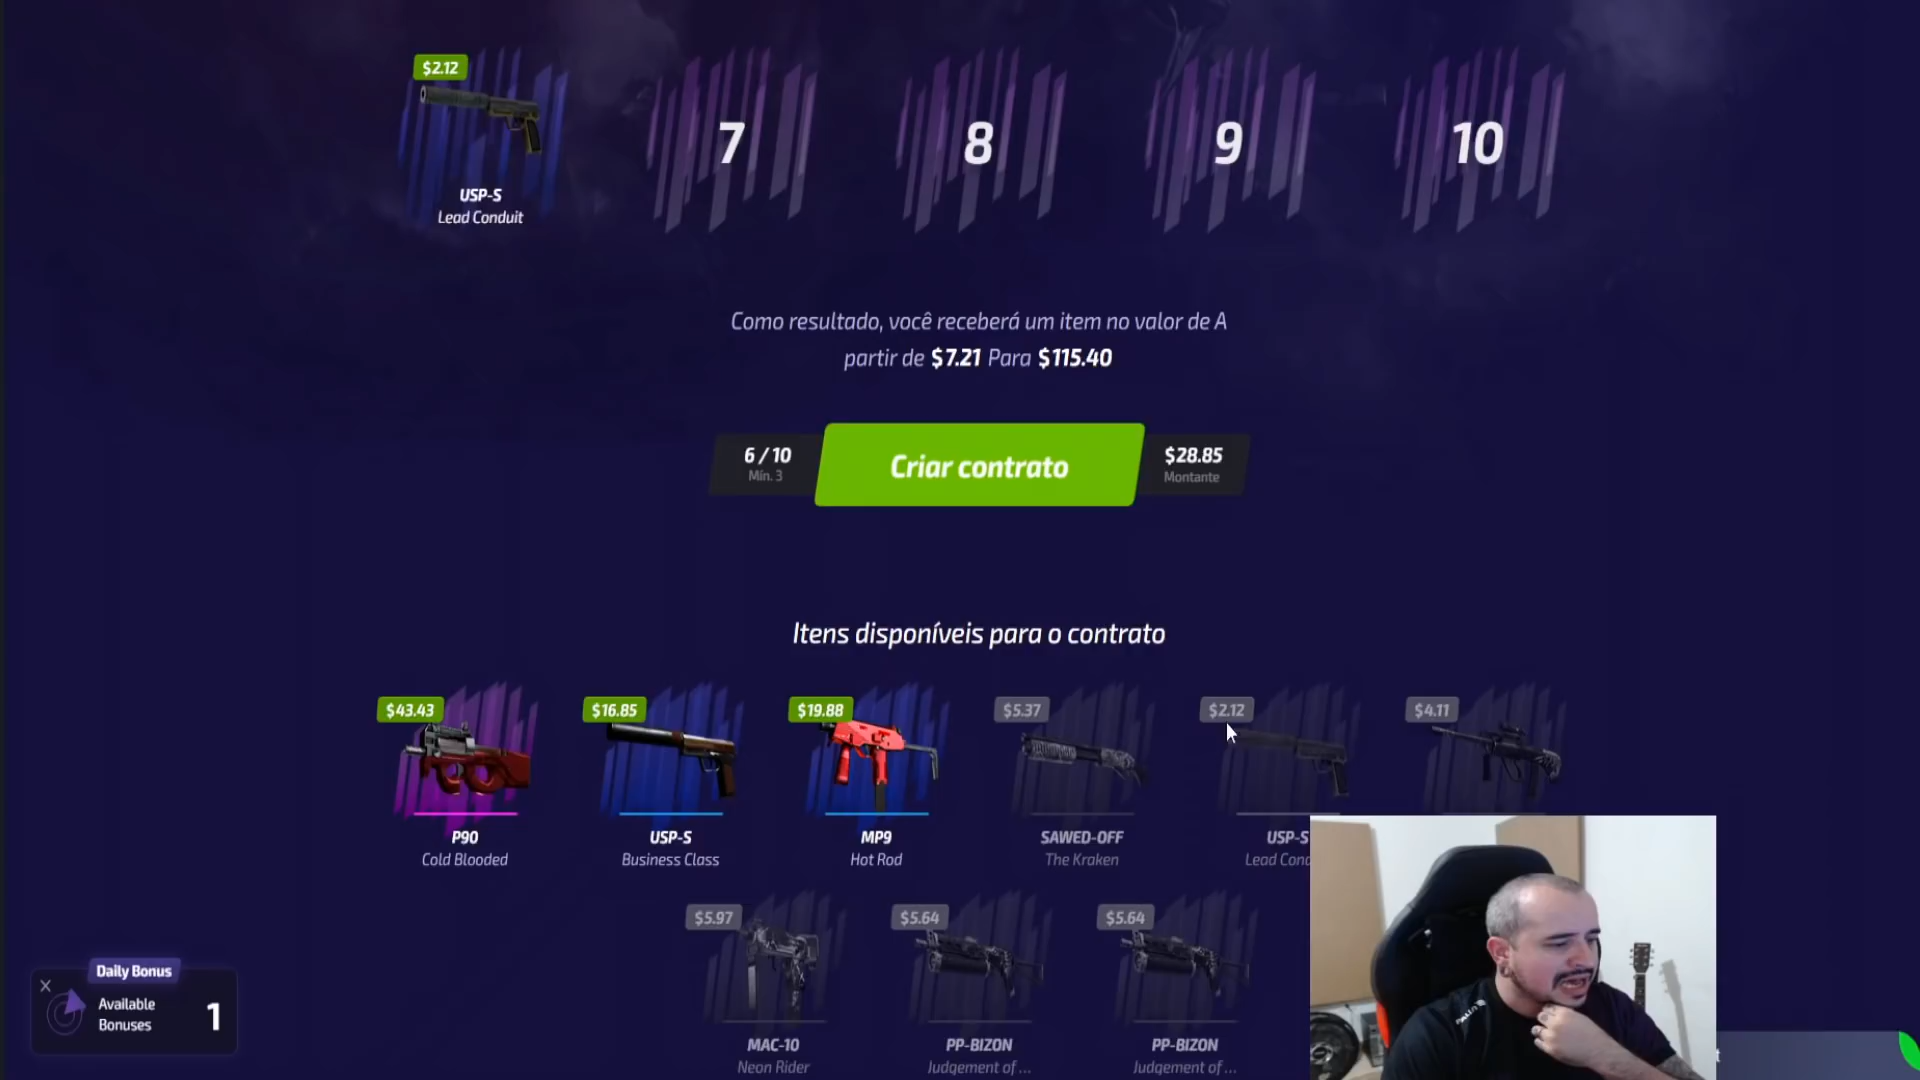 $2.12
USP-S
Lead Conduit
7
8
9
10
Como resultado, você receberá um item no valor de A
partir de $7.21 Para $115.40
6 / 10
Mín. 3
Criar contrato
$28.85
Montante
Itens disponíveis para o contrato
$43.43
P90
Cold Blooded
$16.85
USP-S
Business Class
$19.88
MP9
Hot Rod
$5.37
SAWED-OFF
The Kraken
$2.12
USP-S
Lead Cond
$4.11
$5.97
MAC-10
Neon Rider
$5.64
PP-BIZON
Judgement of ...
$5.64
PP-BIZON
Judgement of ...
Daily Bonus
Available
Bonuses
1